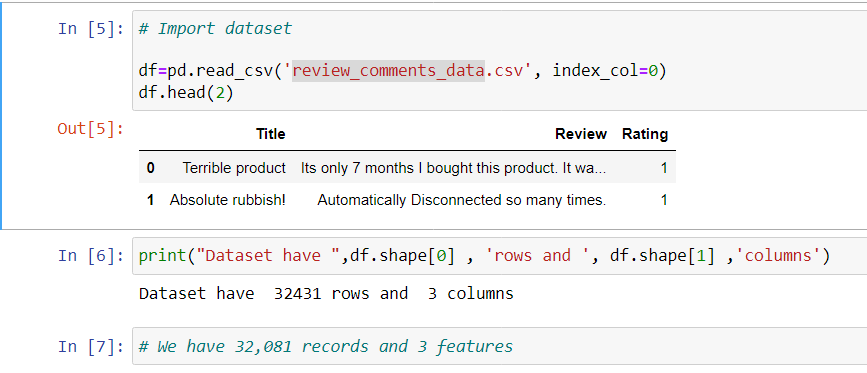 In [5]: # Import dataset
df=pd.read_csv('review_comments_data.csv', index_col=0)
df.head(2)
Out[5]:
Title Review Rating
0 Terrible product Its only 7 months I bought this product. It wa... 1
1 Absolute rubbish! Automatically Disconnected so many times. 1
In [6]: print("Dataset have ",df.shape[0] , 'rows and ', df.shape[1] ,'columns')
Dataset have  32431 rows and  3 columns
In [7]: # We have 32,081 records and 3 features